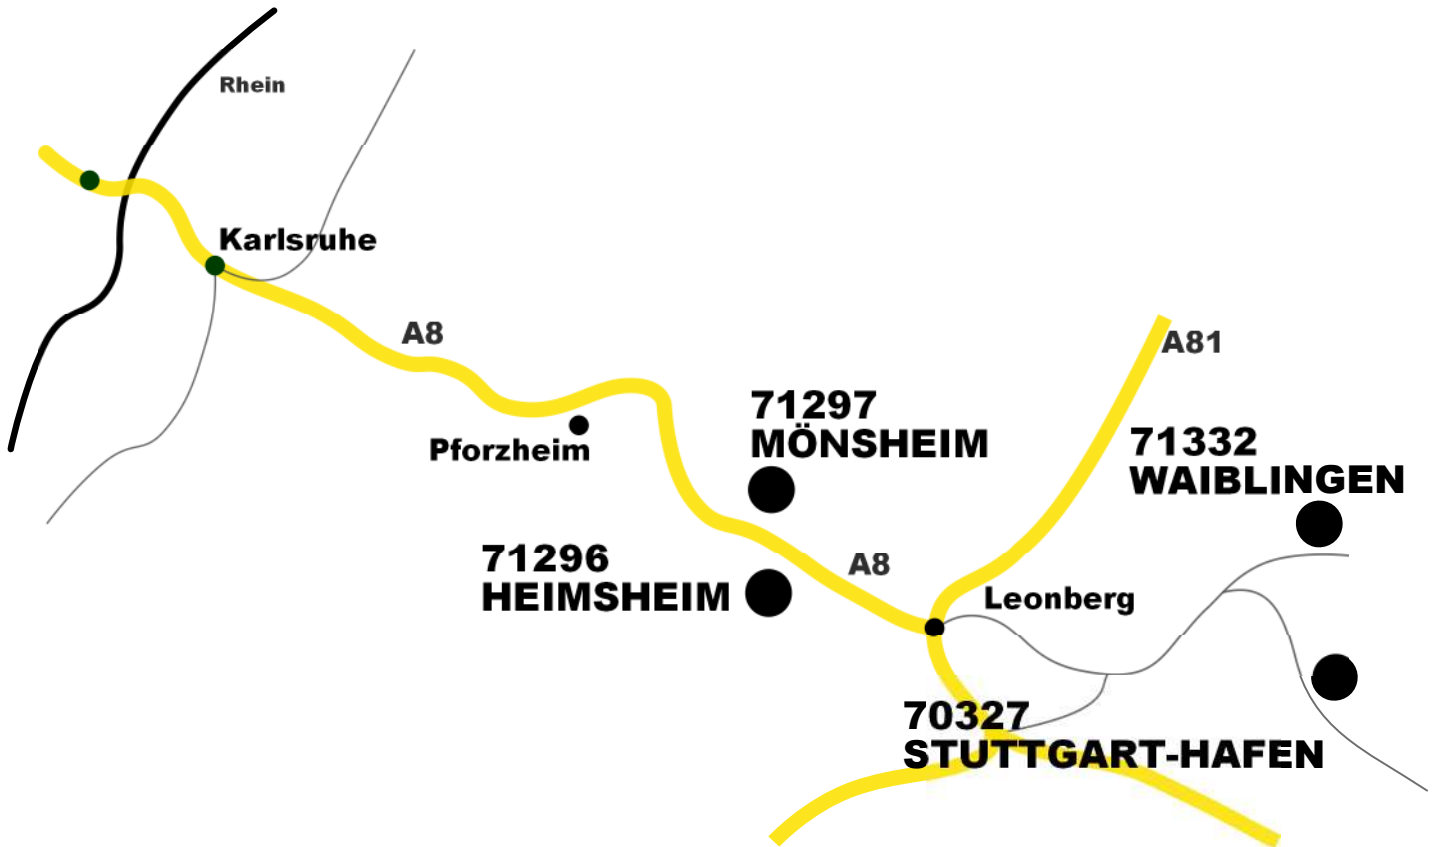 Rhein
Karlsruhe
A8
A81
71297
MÖNSHEIM
71332
WAIBLINGEN
Pforzheim
71296
HEIMSHEIM
A8
Leonberg
70327
STUTTGART-HAFEN